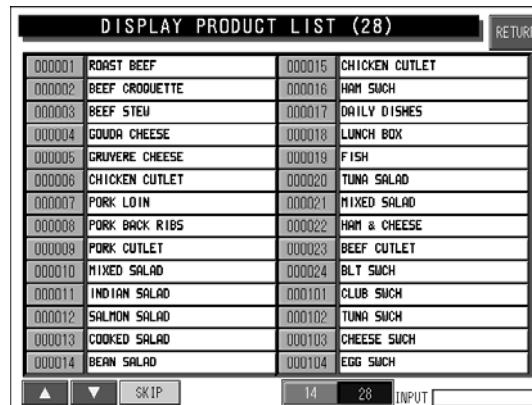 DISPLAY PRODUCT LIST (28)
RETURN
000001 ROAST BEEF
000002 BEEF CROQUETTE
000003 BEEF STEW
000004 GOUDA CHEESE
000005 GRUYERE CHEESE
000006 CHICKEN CUTLET
000007 PORK LOIN
000008 PORK BACK RIBS
000009 PORK CUTLET
000010 MIXED SALAD
000011 INDIAN SALAD
000012 SALMON SALAD
000013 COOKED SALAD
000014 BEAN SALAD
000015 CHICKEN CUTLET
000016 HAM SWCH
000017 DAILY DISHES
000018 LUNCH BOX
000019 FISH
000020 TUNA SALAD
000021 MIXED SALAD
000022 HAM & CHEESE
000023 BEEF CUTLET
000024 BLT SWCH
000101 CLUB SWCH
000102 TUNA SWCH
000103 CHEESE SWCH
000104 EGG SWCH
SKIP
14 28 INPUT